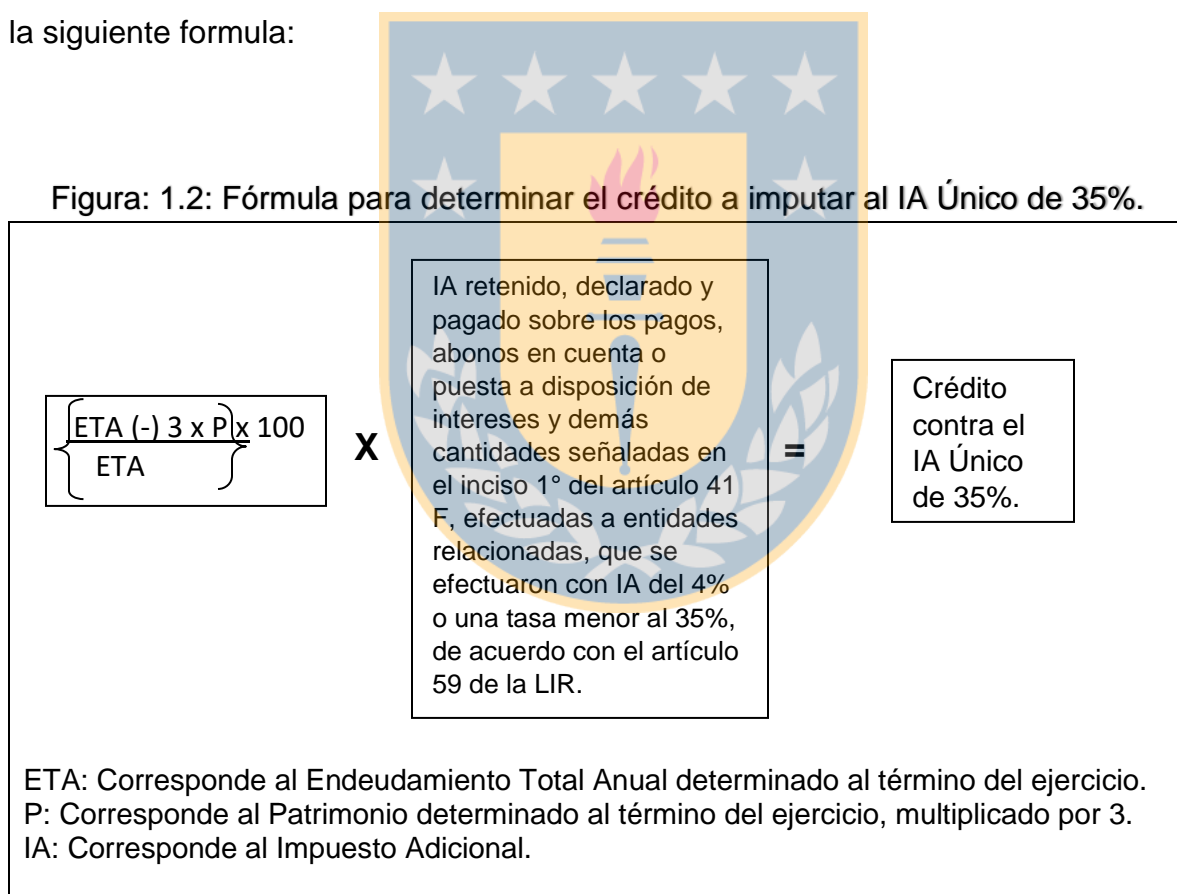 la siguiente formula:
Figura: 1.2: Fórmula para determinar el crédito a imputar al IA Único de 35%.
ETA (-) 3 x P x 100
ETA
X
IA retenido, declarado y
pagado sobre los pagos,
abonos en cuenta o
puesta a disposición de
intereses y demás
cantidades señaladas en
el inciso 1° del artículo 41
F, efectuadas a entidades
relacionadas, que se
efectuaron con IA del 4%
o una tasa menor al 35%,
de acuerdo con el artículo
59 de la LIR.
=
Crédito
contra el
IA Único
de 35%.
ETA: Corresponde al Endeudamiento Total Anual determinado al término del ejercicio.
P: Corresponde al Patrimonio determinado al término del ejercicio, multiplicado por 3.
IA: Corresponde al Impuesto Adicional.